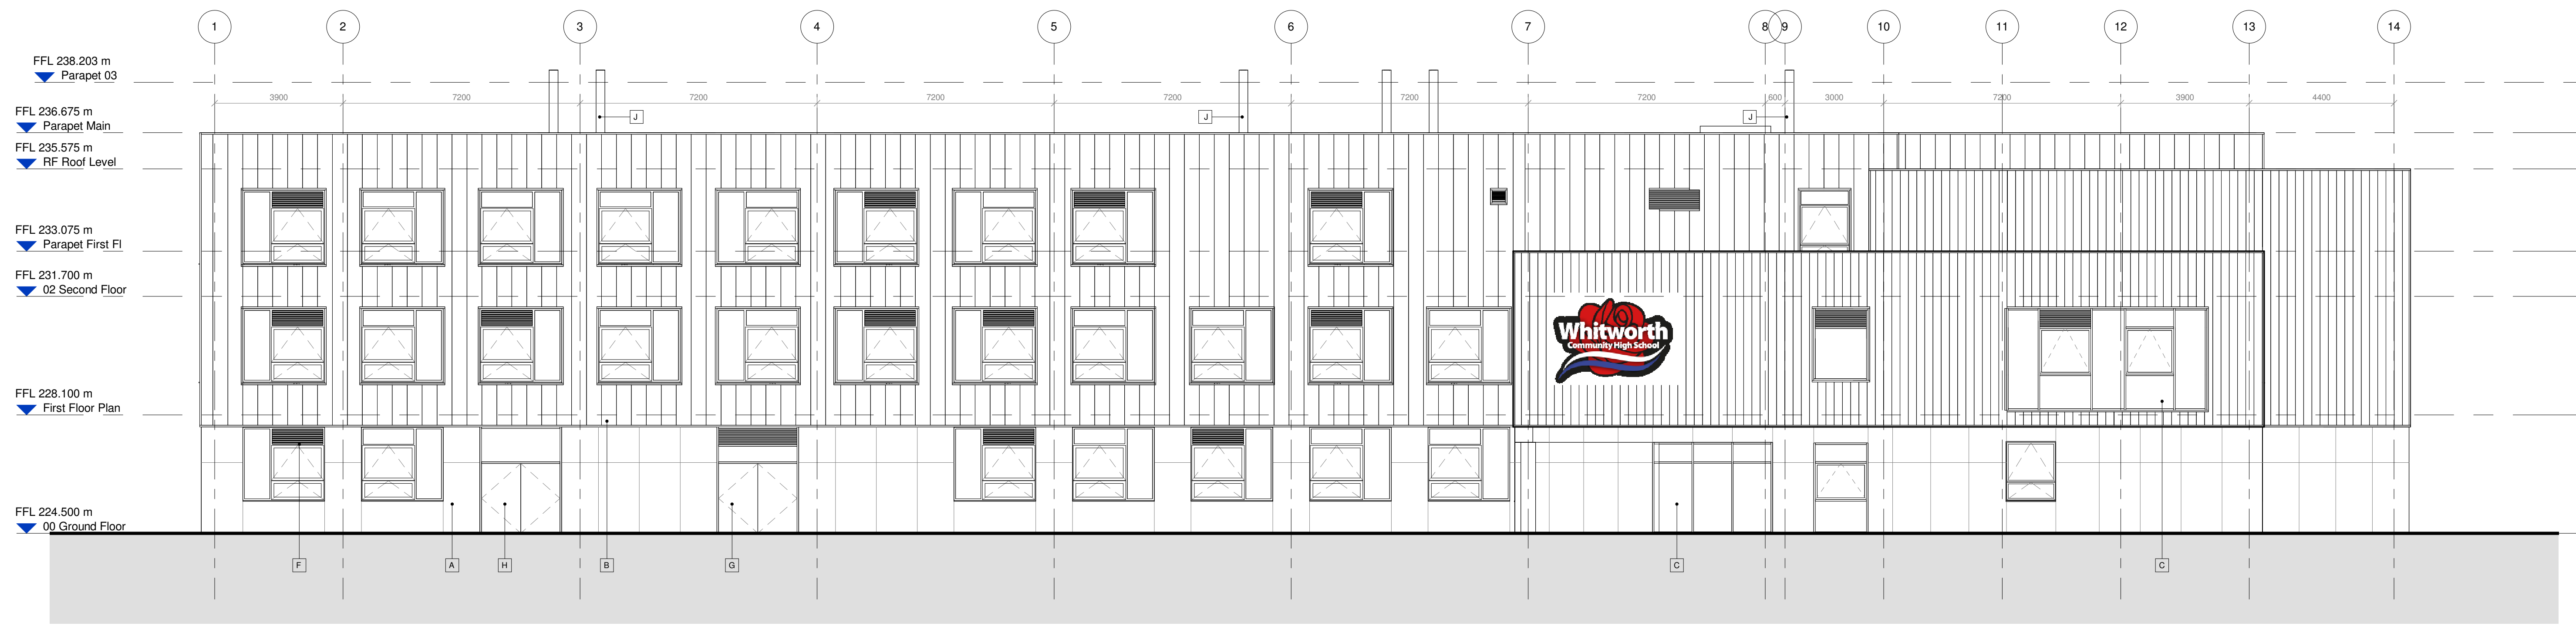 1 2 3 4 5 6 7 8 9 10 11 12 13 14
FFL 238.203 m
Parapet 03
3900 7200 7200 7200 7200 7200 7200 600 3000 7200 3900 4400
FFL 236.675 m
Parapet Main
J J J
FFL 235.575 m
RF Roof Level
FFL 233.075 m
Parapet First Fl
FFL 231.700 m
02 Second Floor
Whitworth
Community High School
FFL 228.100 m
First Floor Plan
FFL 224.500 m
00 Ground Floor
F A H B G C C